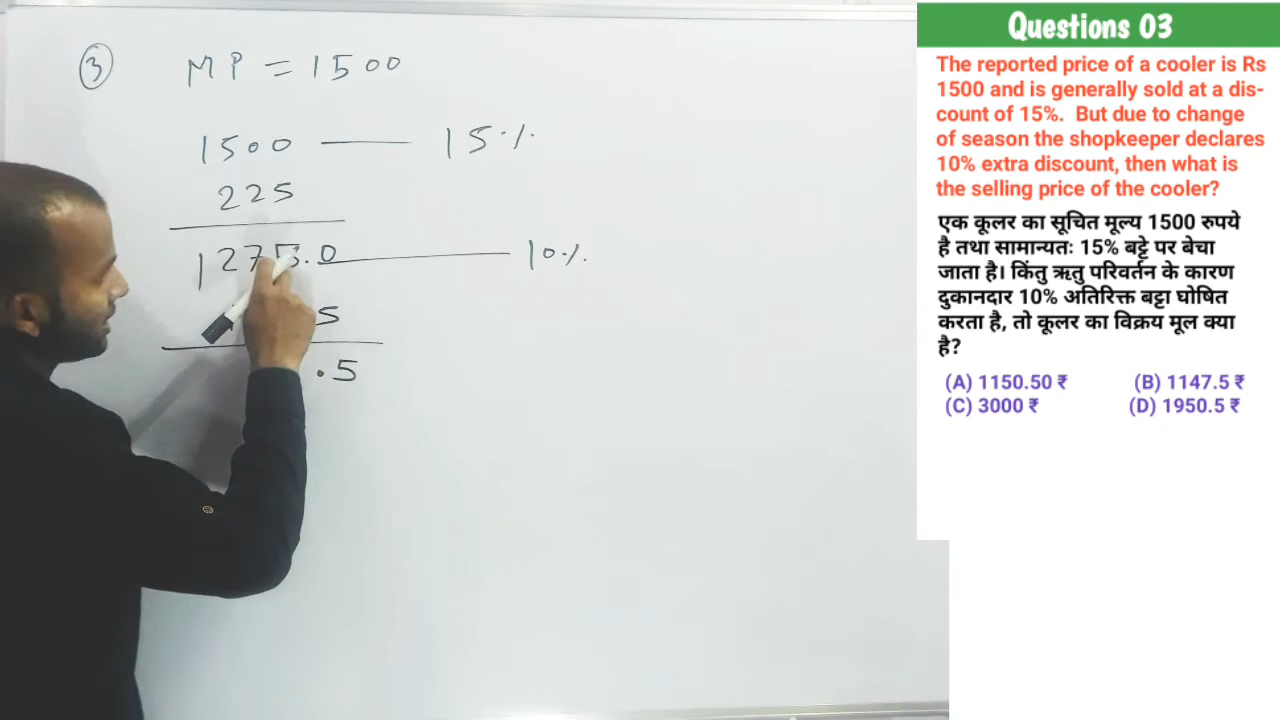 ③ MP = 1500
1500 —— 15%
225
1275.0 —— 10%
5
.5
Questions 03
The reported price of a cooler is Rs
1500 and is generally sold at a dis-
count of 15%. But due to change
of season the shopkeeper declares
10% extra discount, then what is
the selling price of the cooler?
एक कूलर का सूचित मूल्य 1500 रुपये
है तथा सामान्यतः 15% बट्टे पर बेचा
जाता है। किंतु ऋतु परिवर्तन के कारण
दुकानदार 10% अतिरिक्त बट्टा घोषित
करता है, तो कूलर का विक्रय मूल क्या
है?
(A) 1150.50 ₹ (B) 1147.5 ₹
(C) 3000 ₹ (D) 1950.5 ₹